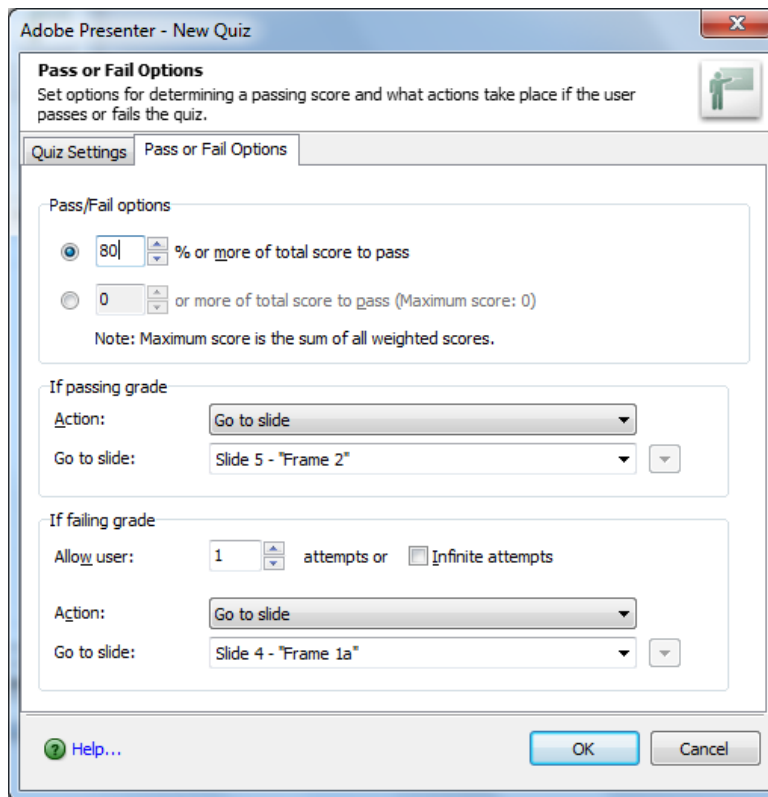 Adobe Presenter - New Quiz
Pass or Fail Options
Set options for determining a passing score and what actions take place if the user
passes or fails the quiz.
Quiz Settings
Pass or Fail Options
Pass/Fail options
80 % or more of total score to pass
0 or more of total score to pass (Maximum score: 0)
Note: Maximum score is the sum of all weighted scores.
If passing grade
Action: Go to slide
Go to slide: Slide 5 - "Frame 2"
If failing grade
Allow user: 1 attempts or Infinite attempts
Action: Go to slide
Go to slide: Slide 4 - "Frame 1a"
? Help...
OK
Cancel